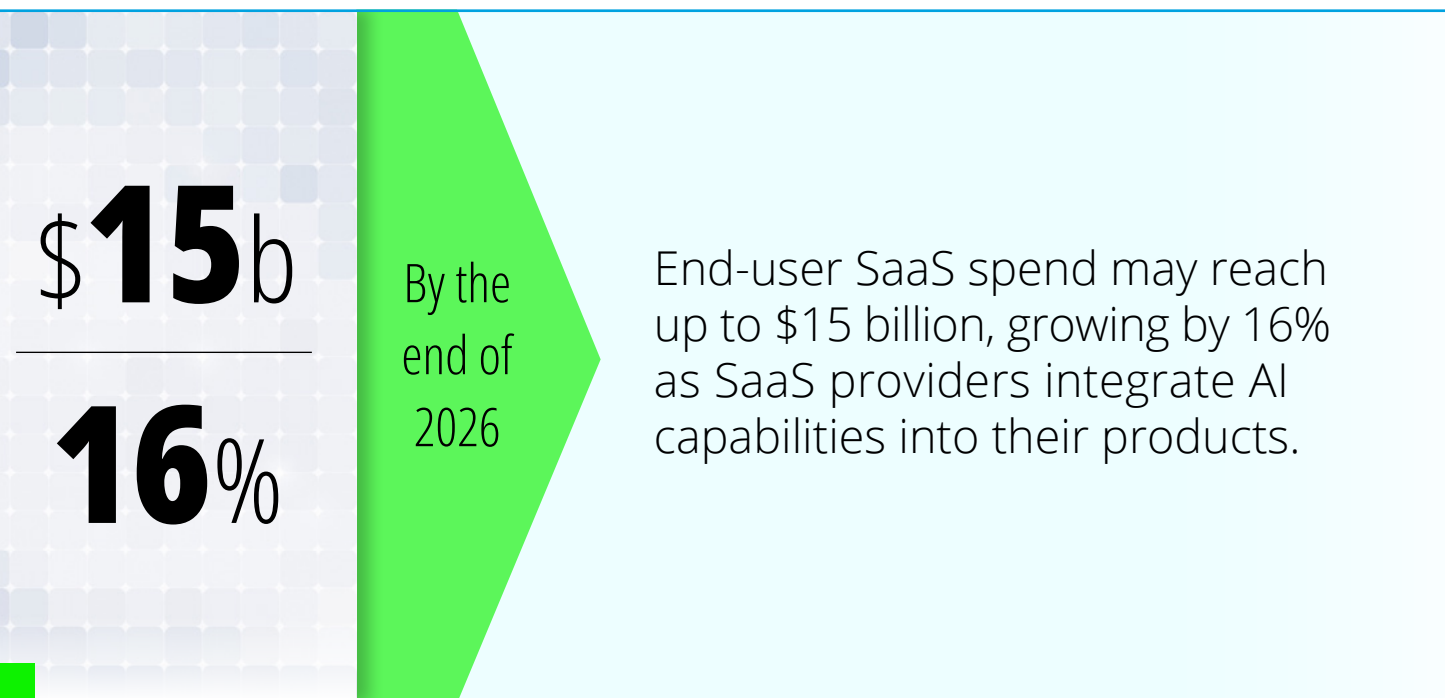 $15b
16%
By the
end of
2026
End-user SaaS spend may reach
up to $15 billion, growing by 16%
as SaaS providers integrate AI
capabilities into their products.